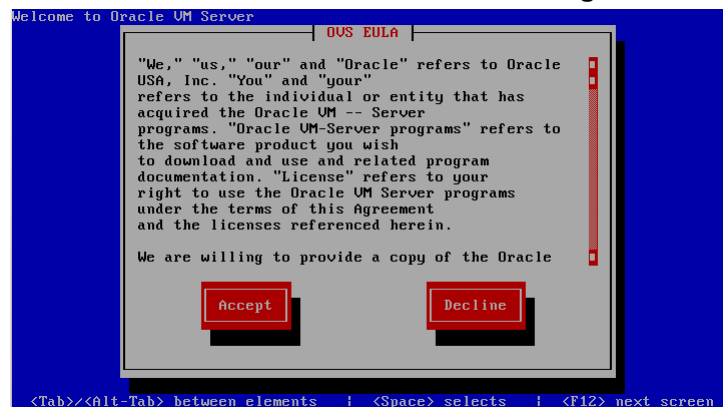 Welcome to Oracle VM Server
OVS EULA
"We," "us," "our" and "Oracle" refers to Oracle
USA, Inc. "You" and "your"
refers to the individual or entity that has
acquired the Oracle VM -- Server
programs. "Oracle VM-Server programs" refers to
the software product you wish
to download and use and related program
documentation. "License" refers to your
right to use the Oracle VM Server programs
under the terms of this Agreement
and the licenses referenced herein.
We are willing to provide a copy of the Oracle
Accept
Decline
<Tab>/<Alt-Tab> between elements | <Space> selects | <F12> next screen